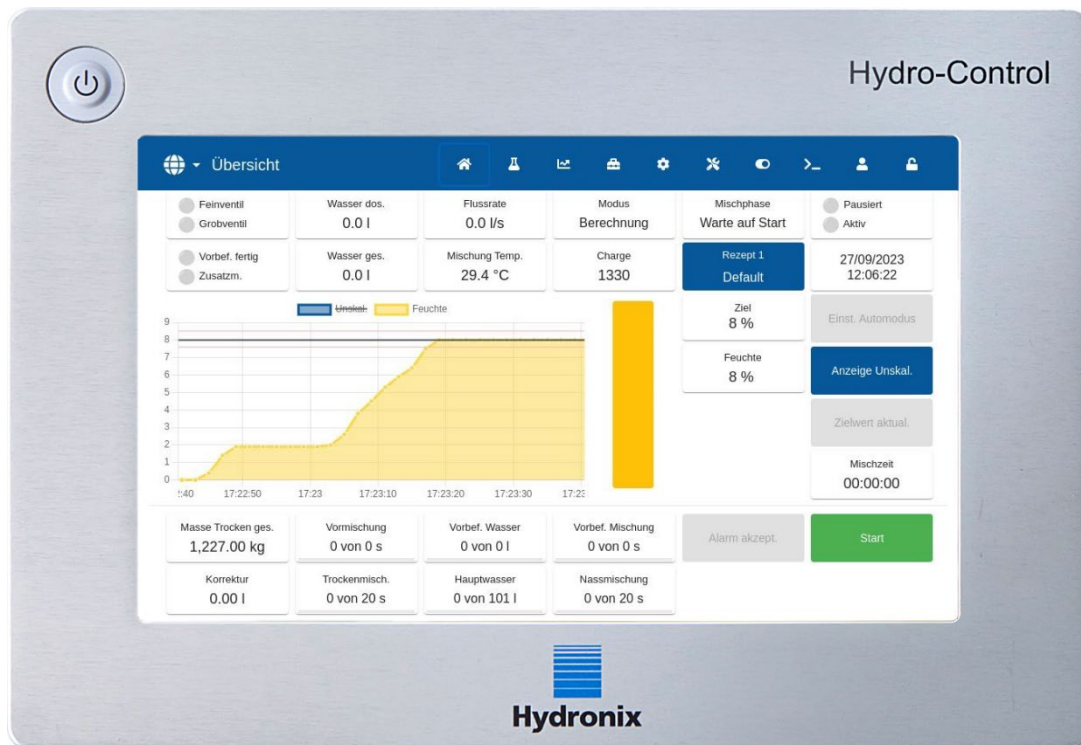 Hydro-Control
Übersicht
Feinventil
Grobventil
Wasser dos.
0.0 l
Flussrate
0.0 l/s
Modus
Berechnung
Mischphase
Warte auf Start
Pausiert
Aktiv
Vorbef. fertig
Zusatzm.
Wasser ges.
0.0 l
Mischung Temp.
29.4 °C
Charge
1330
Rezept 1
Default
27/09/2023
12:06:22
Unskal.
Feuchte
9
8
7
6
5
4
3
2
1
0
:40
17:22:50
17:23
17:23:10
17:23:20
17:23:30
17:23
Ziel
8 %
Einst. Automodus
Feuchte
8 %
Anzeige Unskal.
Zielwert aktual.
Mischzeit
00:00:00
Masse Trocken ges.
1,227.00 kg
Vormischung
0 von 0 s
Vorbef. Wasser
0 von 0 l
Vorbef. Mischung
0 von 0 s
Alarm akzept.
Start
Korrektur
0.00 l
Trockenmisch.
0 von 20 s
Hauptwasser
0 von 101 l
Nassmischung
0 von 20 s
Hydronix